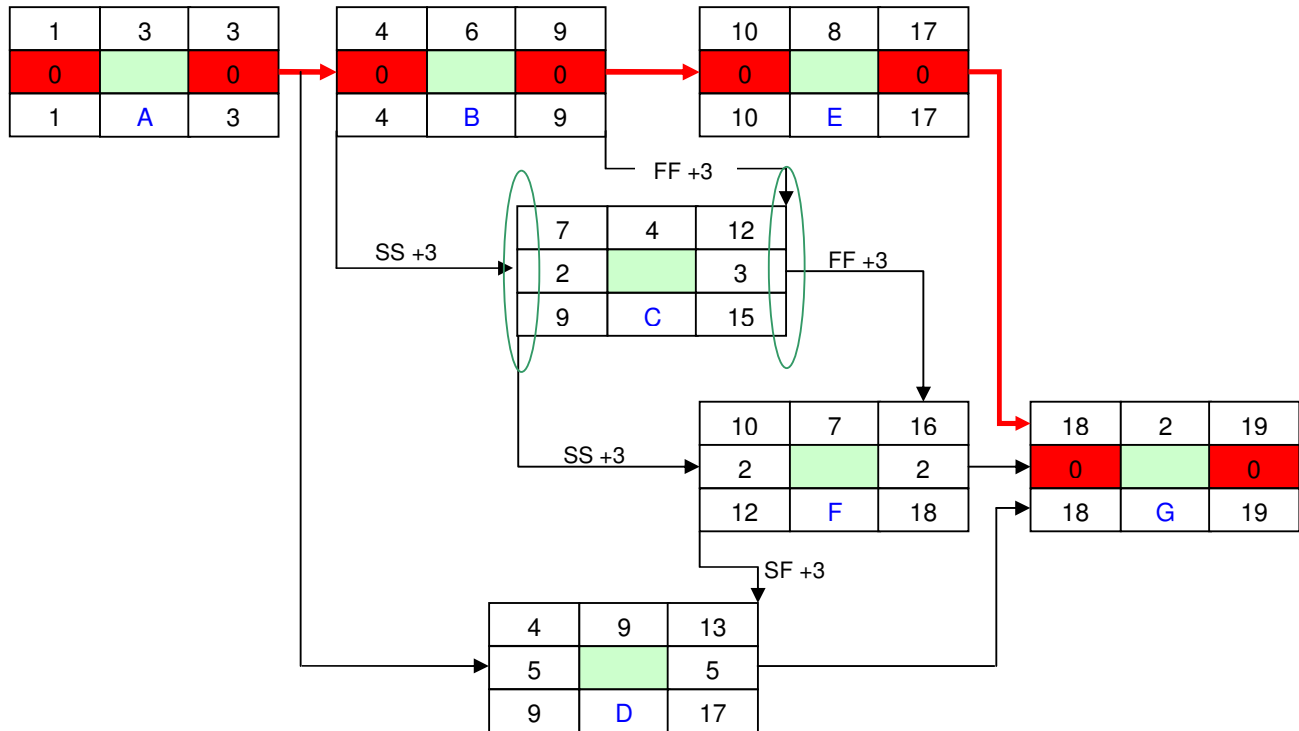 1 3 3 4 6 9 10 8 17
0 0 0 0 0 0
1 A 3 4 B 9 10 E 17
FF +3
7 4 12
SS +3 2 3 FF +3
9 C 15
10 7 16 18 2 19
SS +3 2 2 0 0
12 F 18 18 G 19
SF +3
4 9 13
5 5
9 D 17